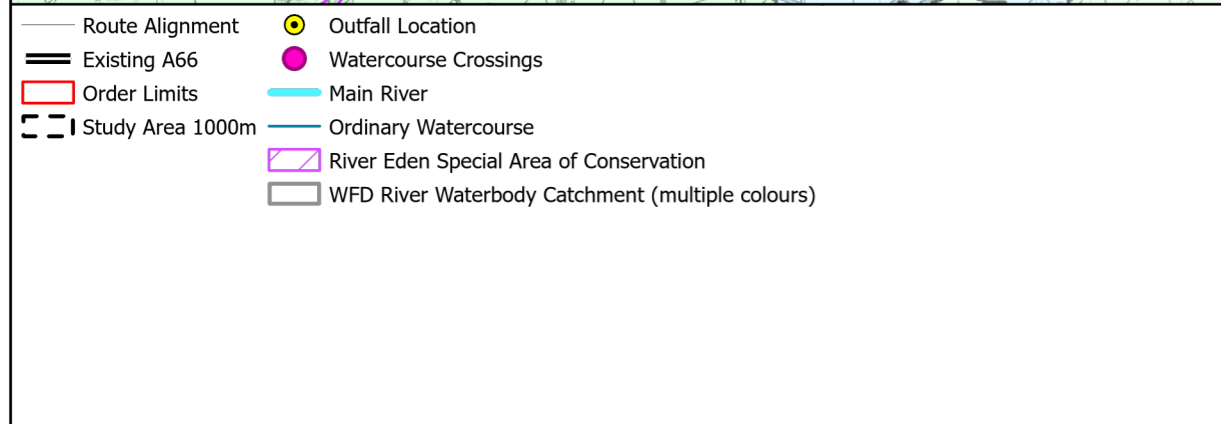 Route Alignment
Existing A66
Order Limits
Study Area 1000m
Outfall Location
Watercourse Crossings
Main River
Ordinary Watercourse
River Eden Special Area of Conservation
WFD River Waterbody Catchment (multiple colours)